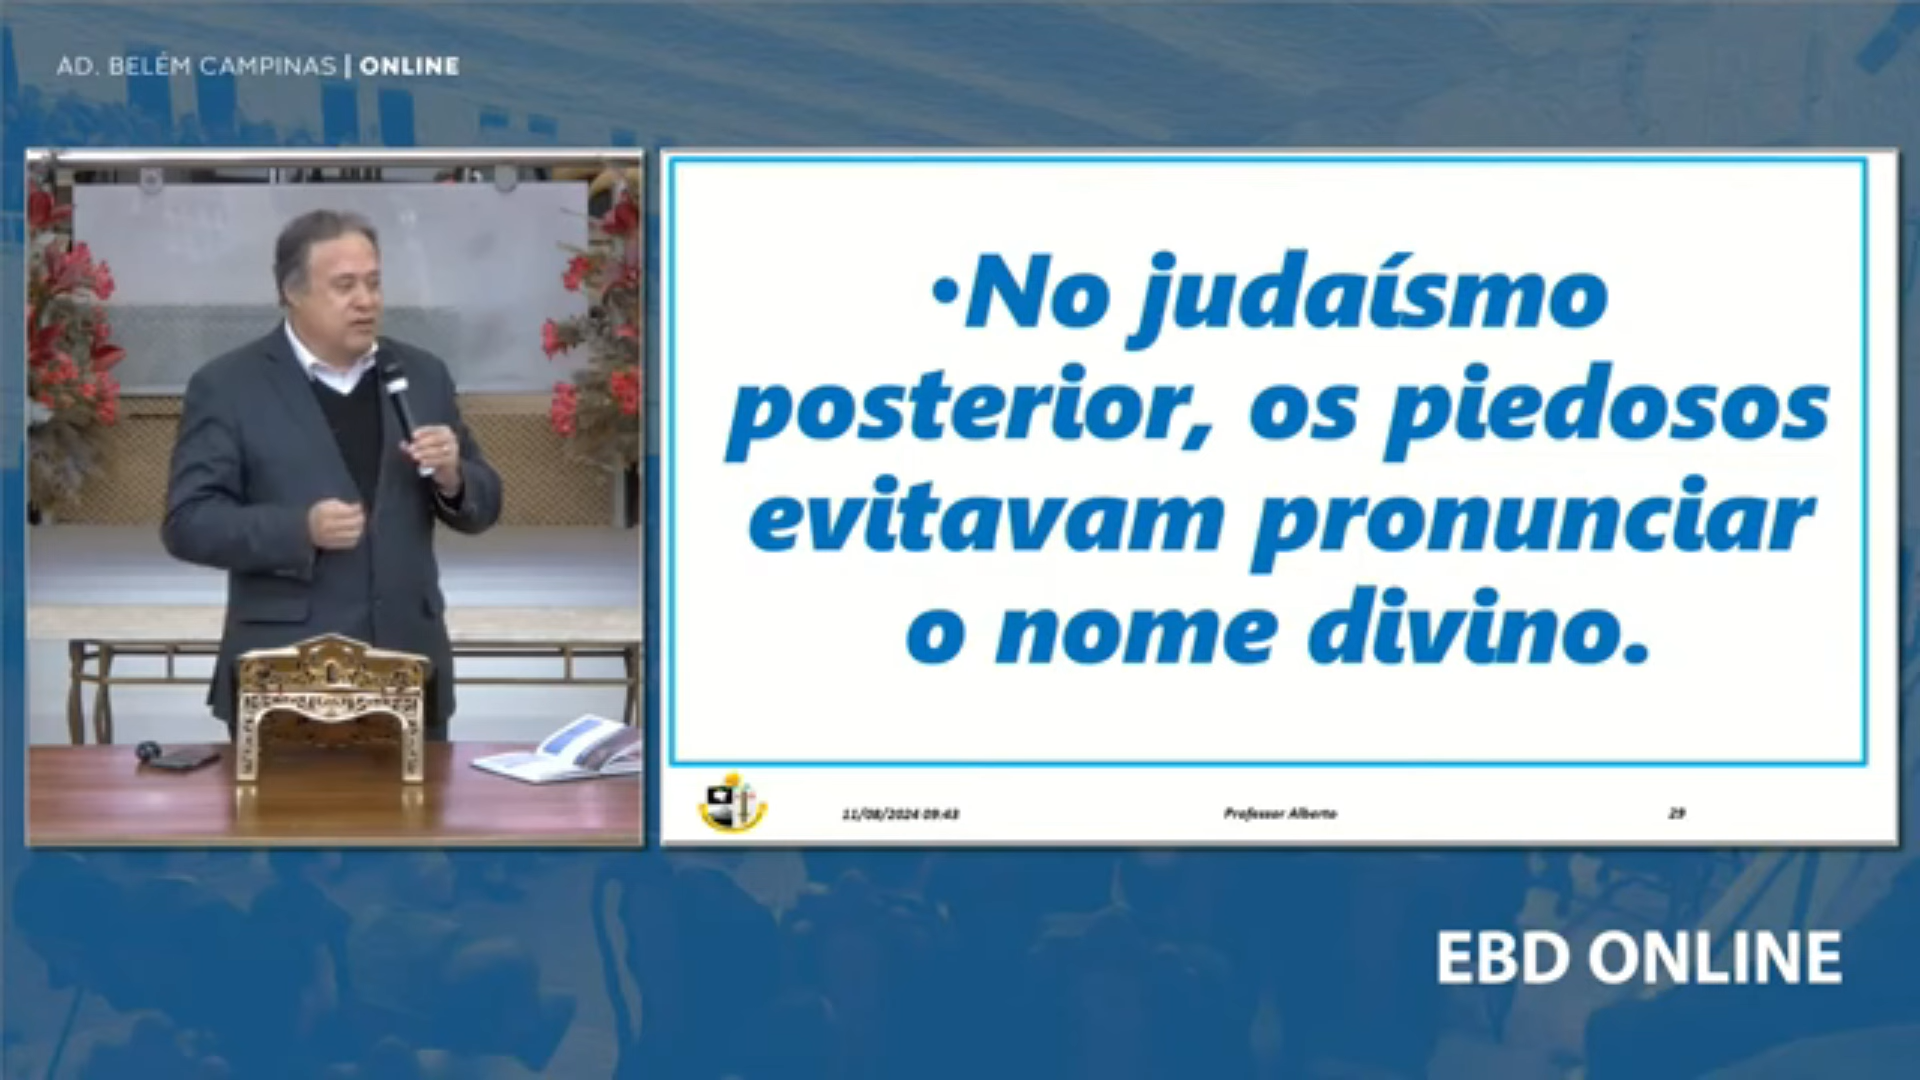 AD. BELÉM CAMPINAS | ONLINE
•No judaísmo
posterior, os piedosos
evitavam pronunciar
o nome divino.
11/08/2024 09:43
Professor Alberto
29
EBD ONLINE